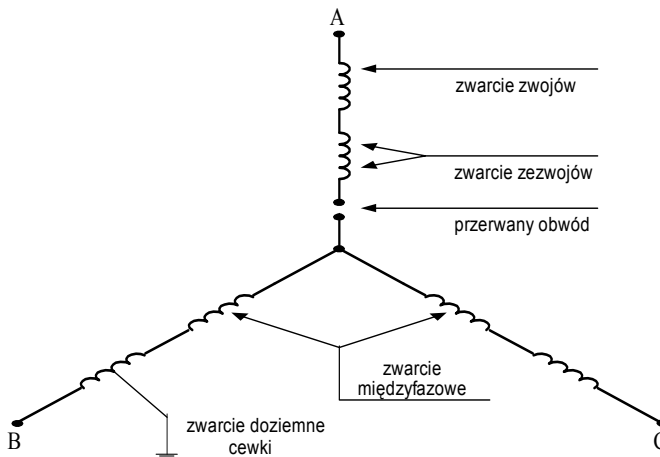 A
zwarcie zwojów
zwarcie zezwojów
przerwany obwód
zwarcie
międzyfazowe
zwarcie doziemne
cewki
B
C